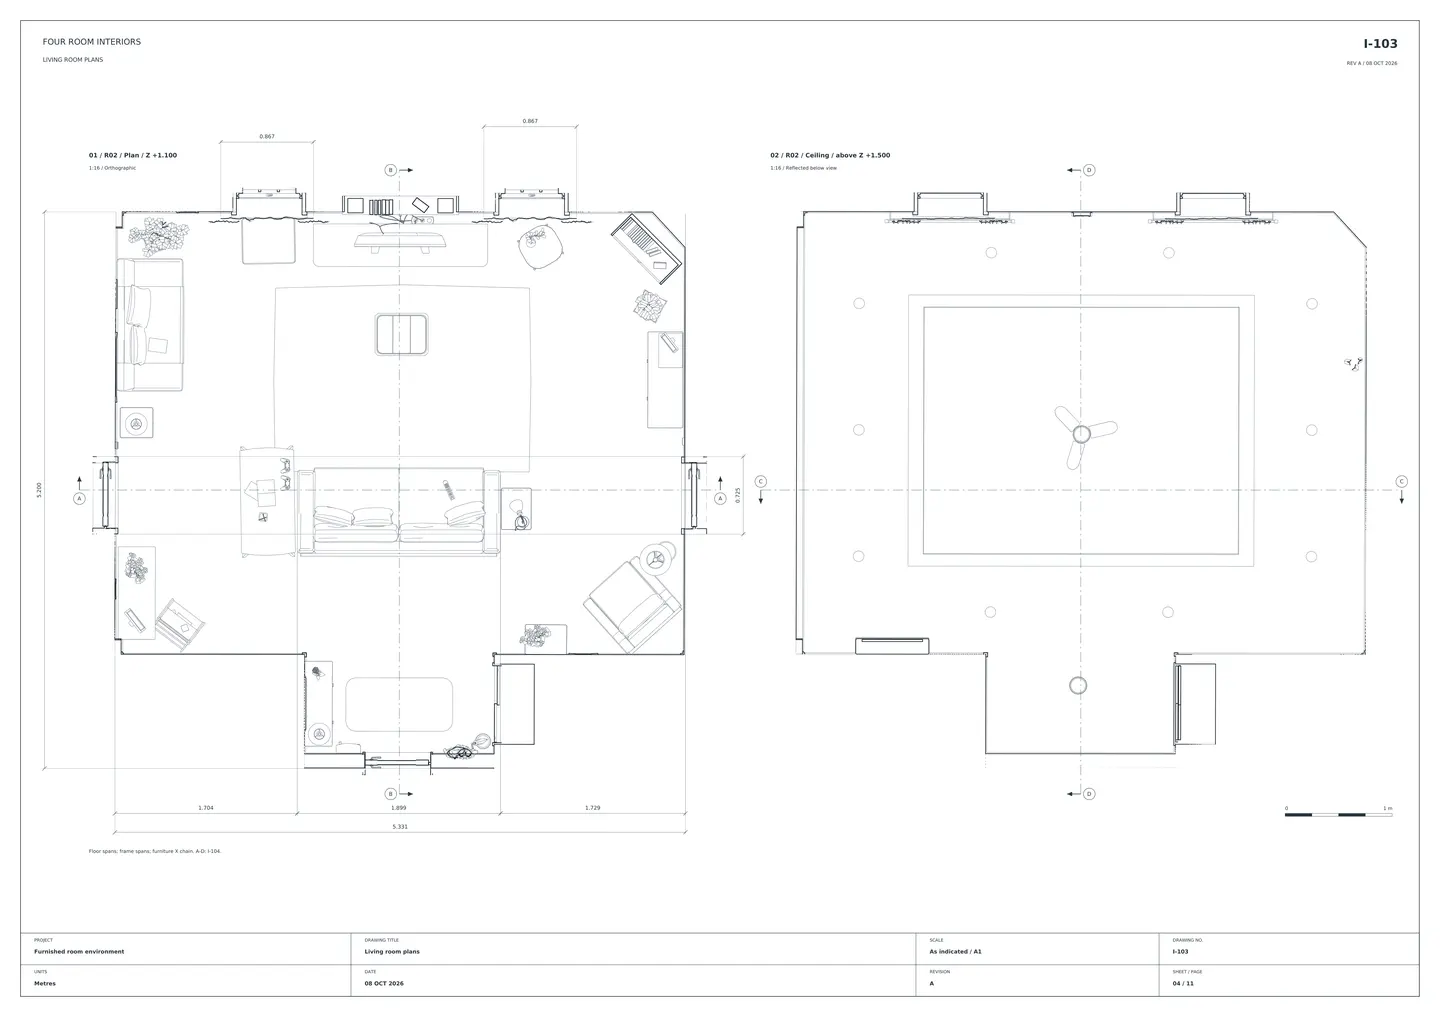 FOUR ROOM INTERIORS
LIVING ROOM PLANS
I-103
REV A / 08 OCT 2026
0.867
0.867
01 / R02 / Plan / Z +1.100
1:16 / Orthographic
B
02 / R02 / Ceiling / above Z +1.500
1:16 / Reflected below view
D
5.200
A
A
0.725
C
C
B
D
1.704
1.899
1.729
5.331
0
1 m
Floor spans; frame spans; furniture X chain. A-D: I-104.
PROJECT
Furnished room environment
DRAWING TITLE
Living room plans
SCALE
As indicated / A1
DRAWING NO.
I-103
UNITS
Metres
DATE
08 OCT 2026
REVISION
A
SHEET / PAGE
04 / 11